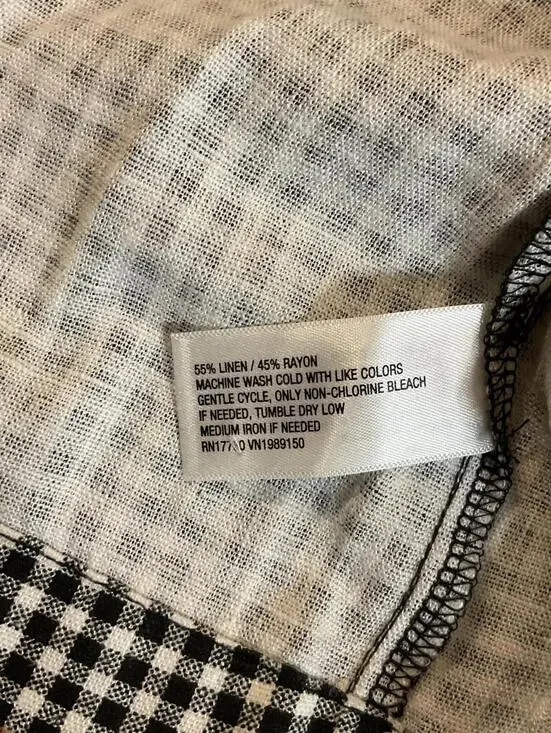 55% LINEN / 45% RAYON
MACHINE WASH COLD WITH LIKE COLORS
GENTLE CYCLE, ONLY NON-CHLORINE BLEACH
IF NEEDED, TUMBLE DRY LOW
MEDIUM IRON IF NEEDED
VN1989150